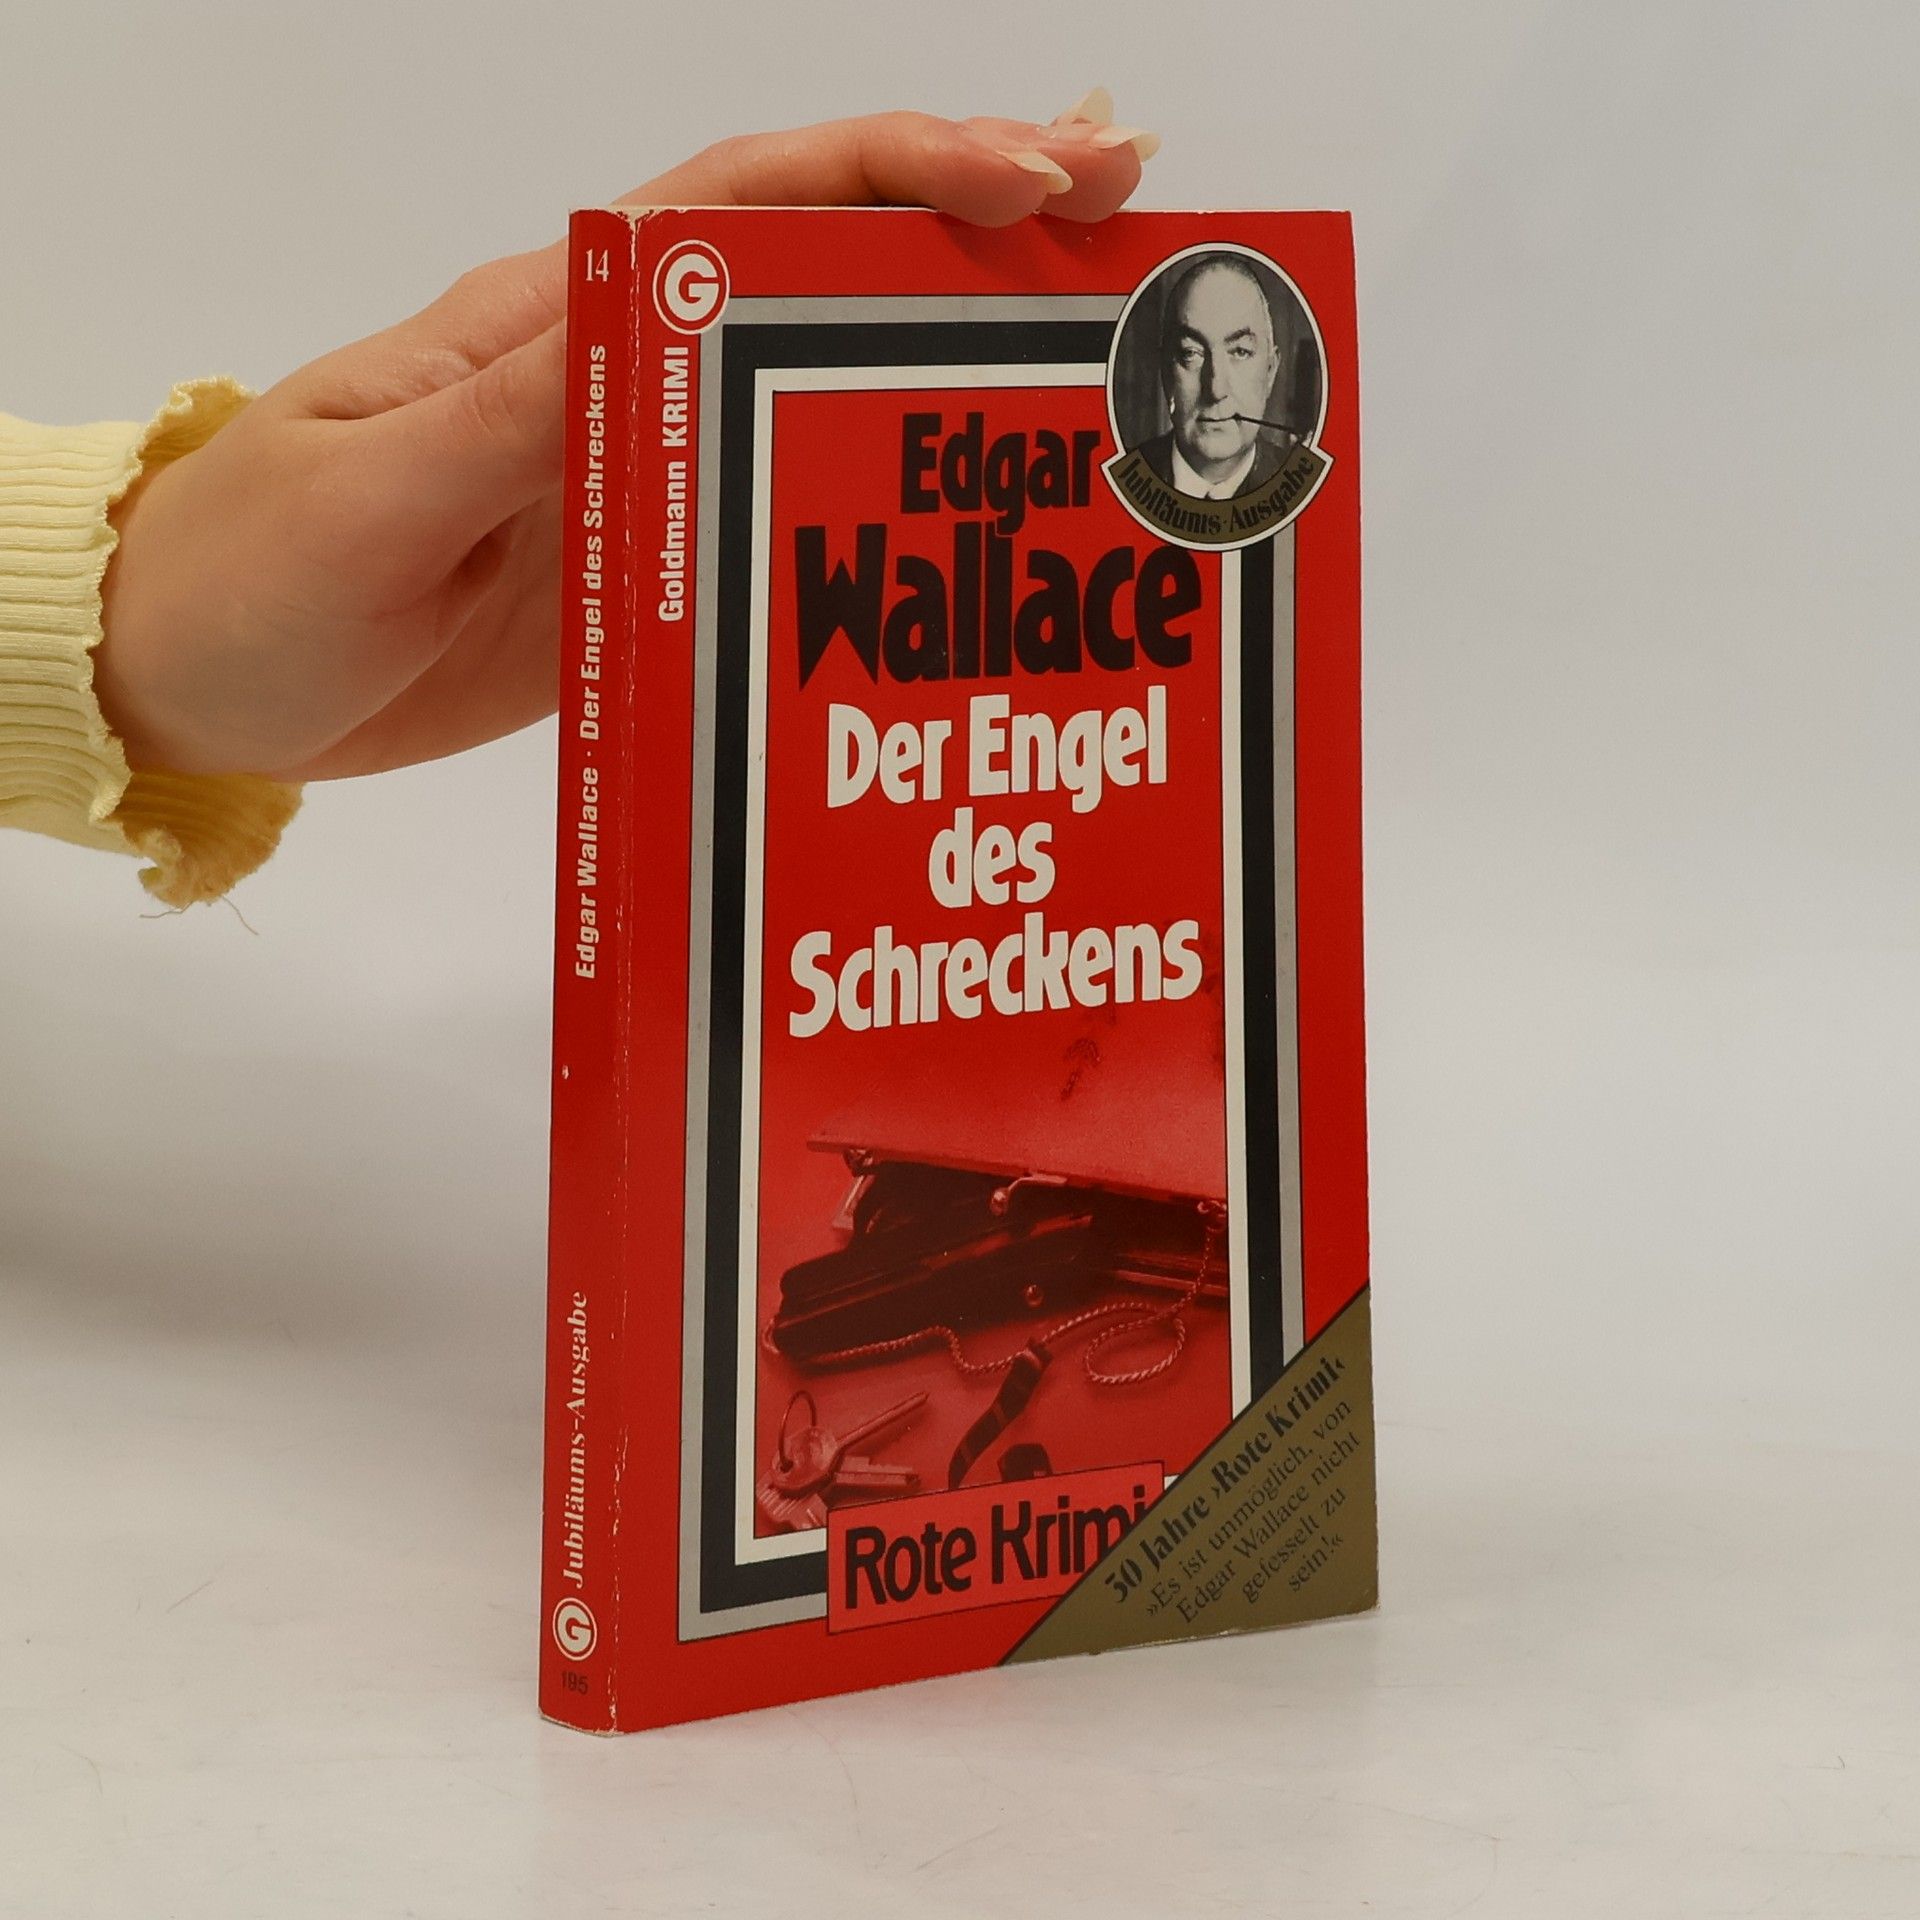 14
Edgar Wallace · Der Engel des Schreckens
Jubiläums-Ausgabe
G
195
G
Goldmann KRIMI
Jubiläums-Ausgabe
Edgar
Wallace
Der Engel
des
Schreckens
Rote Krimi
30 Jahre ›Rote Krimi‹
»Es ist unmöglich, von
Edgar Wallace nicht
gefesselt zu
sein!«